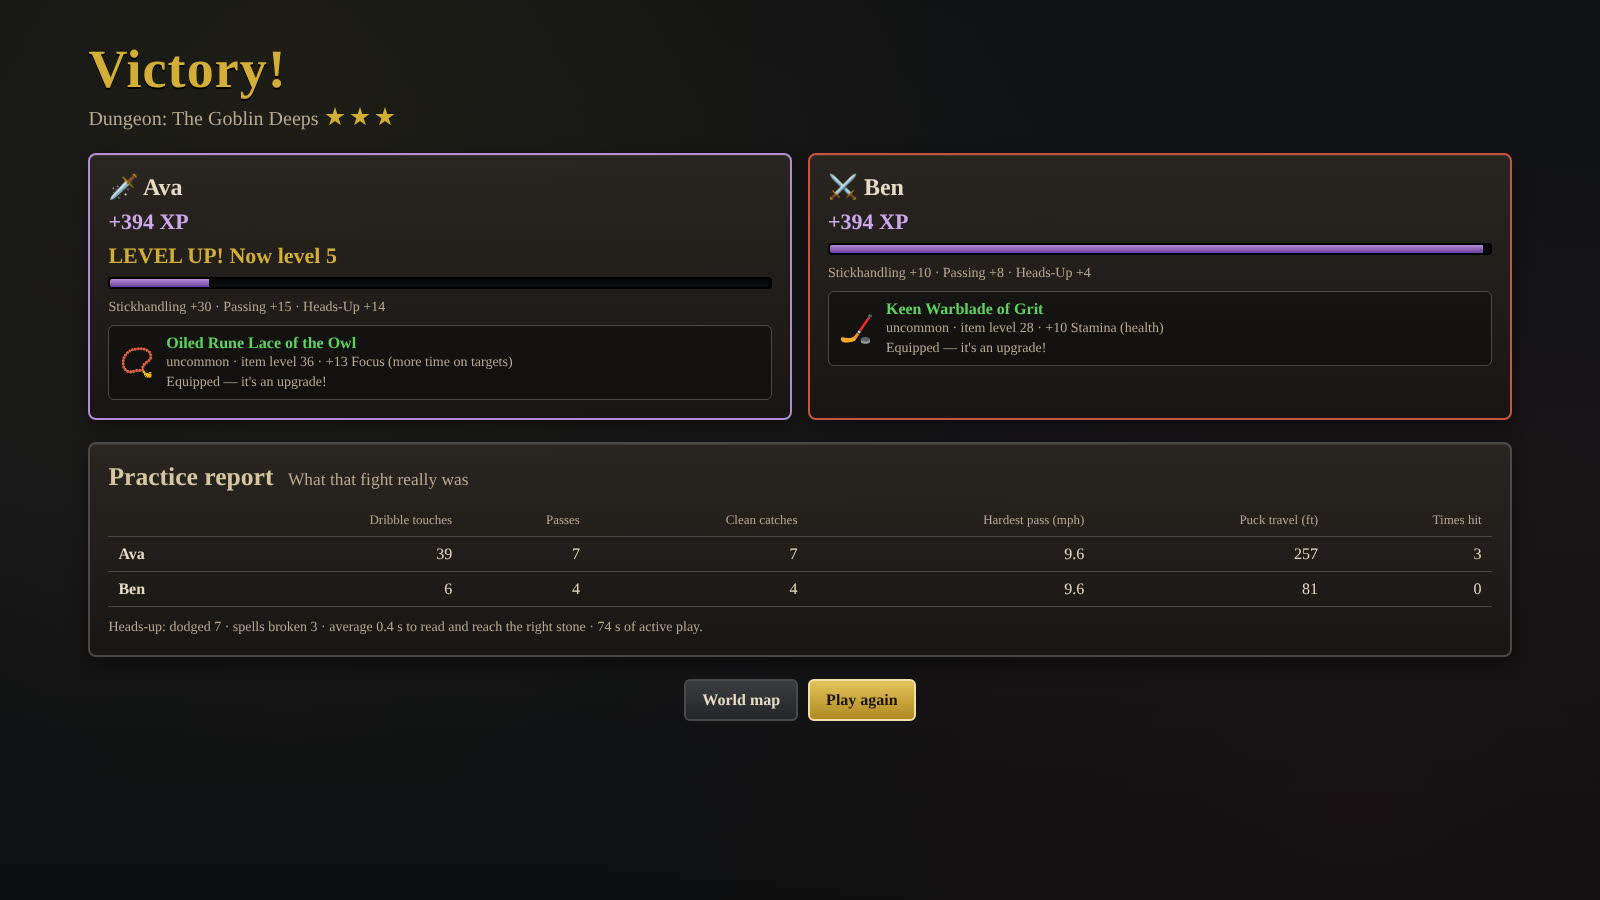 Victory!
Dungeon: The Goblin Deeps ★ ★ ★
Ava
+394 XP
LEVEL UP! Now level 5
Stickhandling +30 · Passing +15 · Heads-Up +14
Oiled Rune Lace of the Owl
uncommon · item level 36 · +13 Focus (more time on targets)
Equipped — it's an upgrade!
Ben
+394 XP
Stickhandling +10 · Passing +8 · Heads-Up +4
Keen Warblade of Grit
uncommon · item level 28 · +10 Stamina (health)
Equipped — it's an upgrade!
Practice report What that fight really was
Dribble touches Passes Clean catches Hardest pass (mph) Puck travel (ft) Times hit
Ava 39 7 7 9.6 257 3
Ben 6 4 4 9.6 81 0
Heads-up: dodged 7 · spells broken 3 · average 0.4 s to read and reach the right stone · 74 s of active play.
World map Play again